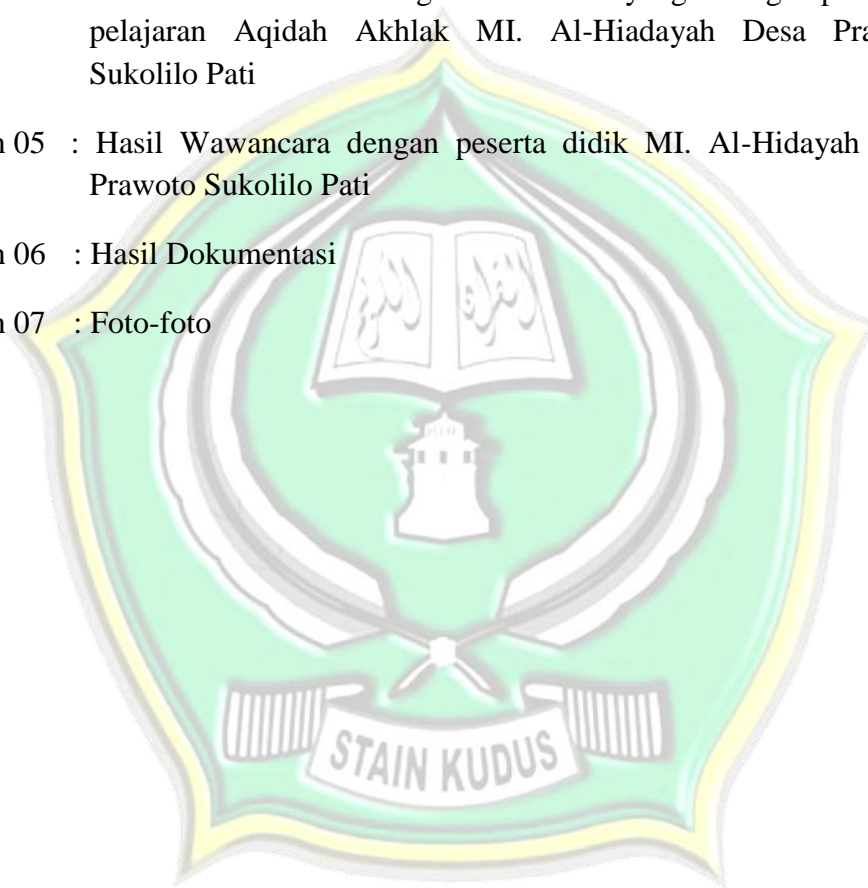 pelajaran Aqidah Akhlak MI. Al-Hiadayah Desa Pra
Sukolilo Pati
n 05 : Hasil Wawancara dengan peserta didik MI. Al-Hidayah
Prawoto Sukolilo Pati
n 06 : Hasil Dokumentasi
n 07 : Foto-foto
STAIN KUDUS